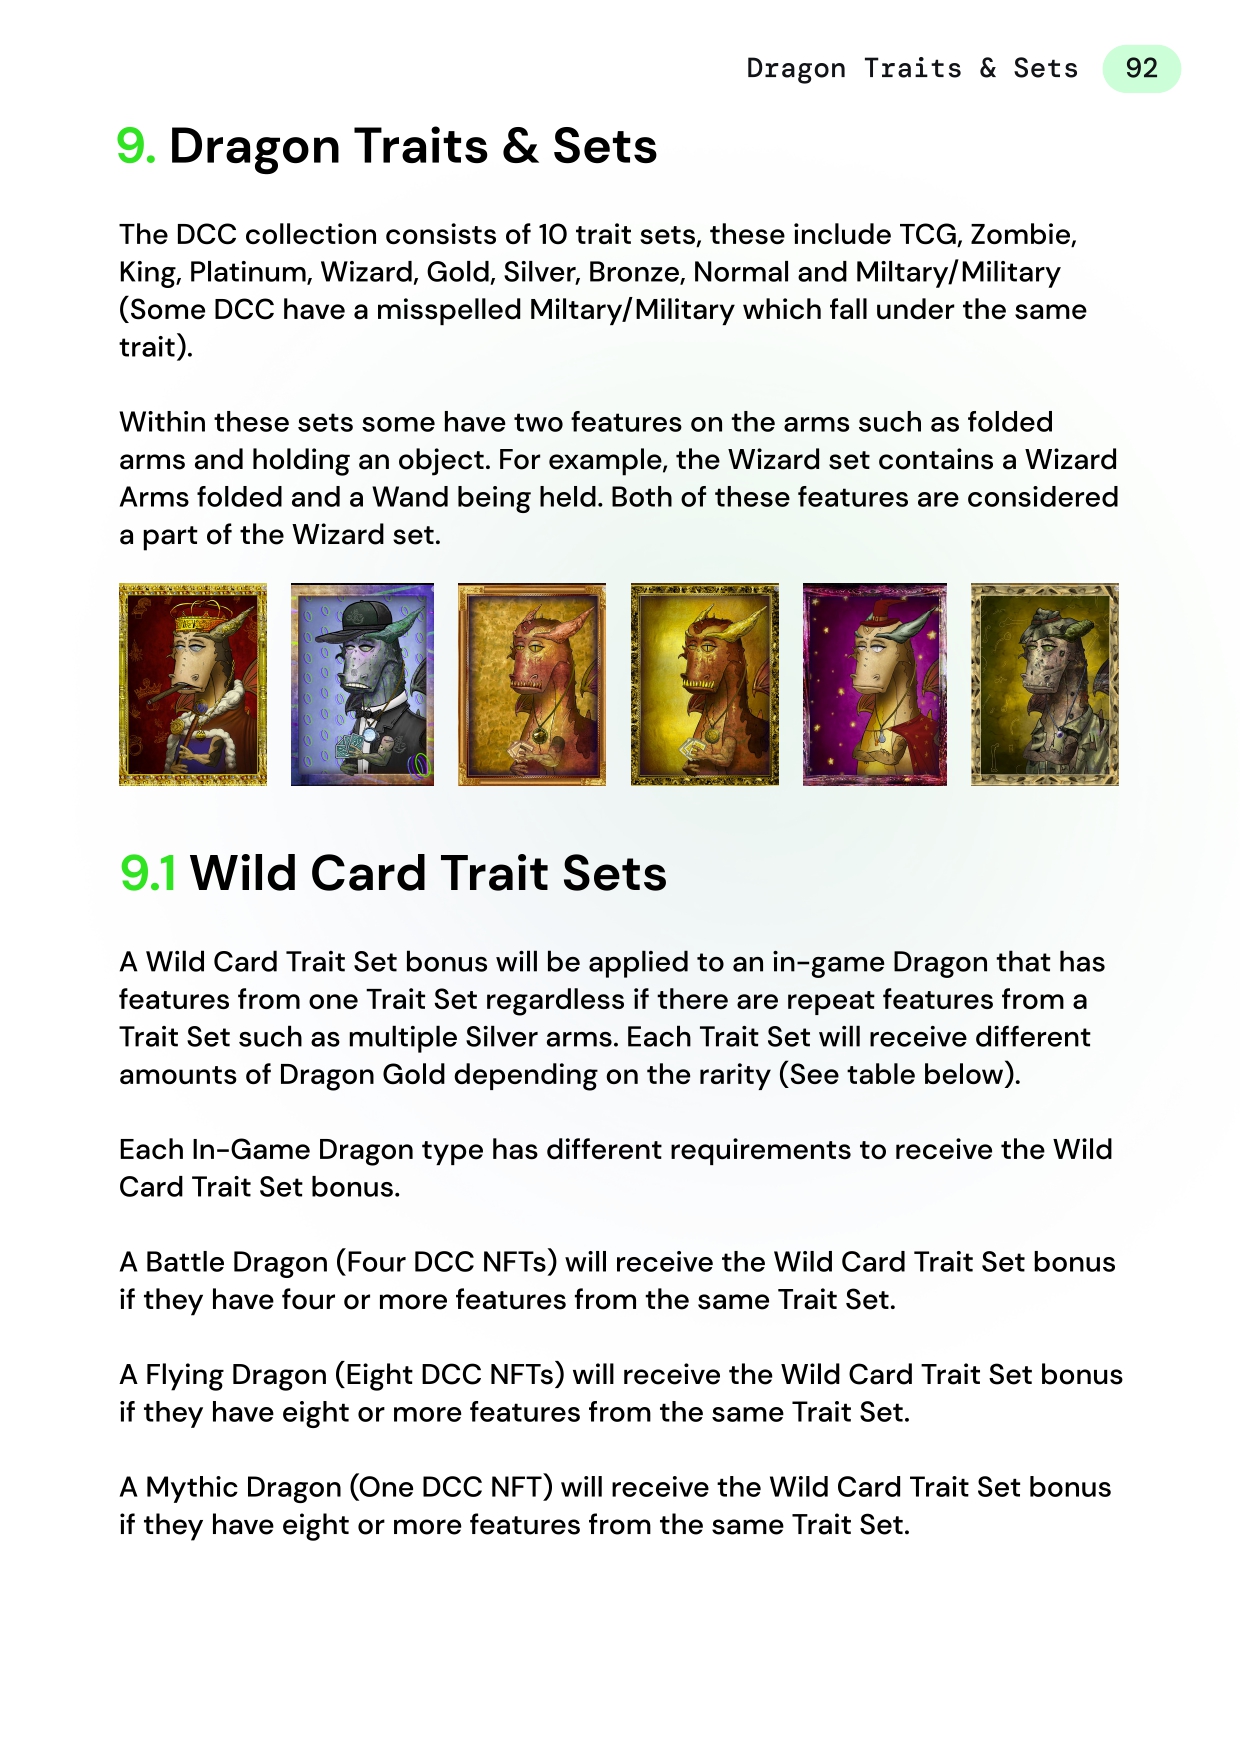 Dragon Traits & Sets 92
9. Dragon Traits & Sets
The DCC collection consists of 10 trait sets, these include TCG, Zombie,
King, Platinum, Wizard, Gold, Silver, Bronze, Normal and Miltary/Military
(Some DCC have a misspelled Miltary/Military which fall under the same
trait).
Within these sets some have two features on the arms such as folded
arms and holding an object. For example, the Wizard set contains a Wizard
Arms folded and a Wand being held. Both of these features are considered
a part of the Wizard set.
9.1 Wild Card Trait Sets
A Wild Card Trait Set bonus will be applied to an in-game Dragon that has
features from one Trait Set regardless if there are repeat features from a
Trait Set such as multiple Silver arms. Each Trait Set will receive different
amounts of Dragon Gold depending on the rarity (See table below).
Each In-Game Dragon type has different requirements to receive the Wild
Card Trait Set bonus.
A Battle Dragon (Four DCC NFTs) will receive the Wild Card Trait Set bonus
if they have four or more features from the same Trait Set.
A Flying Dragon (Eight DCC NFTs) will receive the Wild Card Trait Set bonus
if they have eight or more features from the same Trait Set.
A Mythic Dragon (One DCC NFT) will receive the Wild Card Trait Set bonus
if they have eight or more features from the same Trait Set.